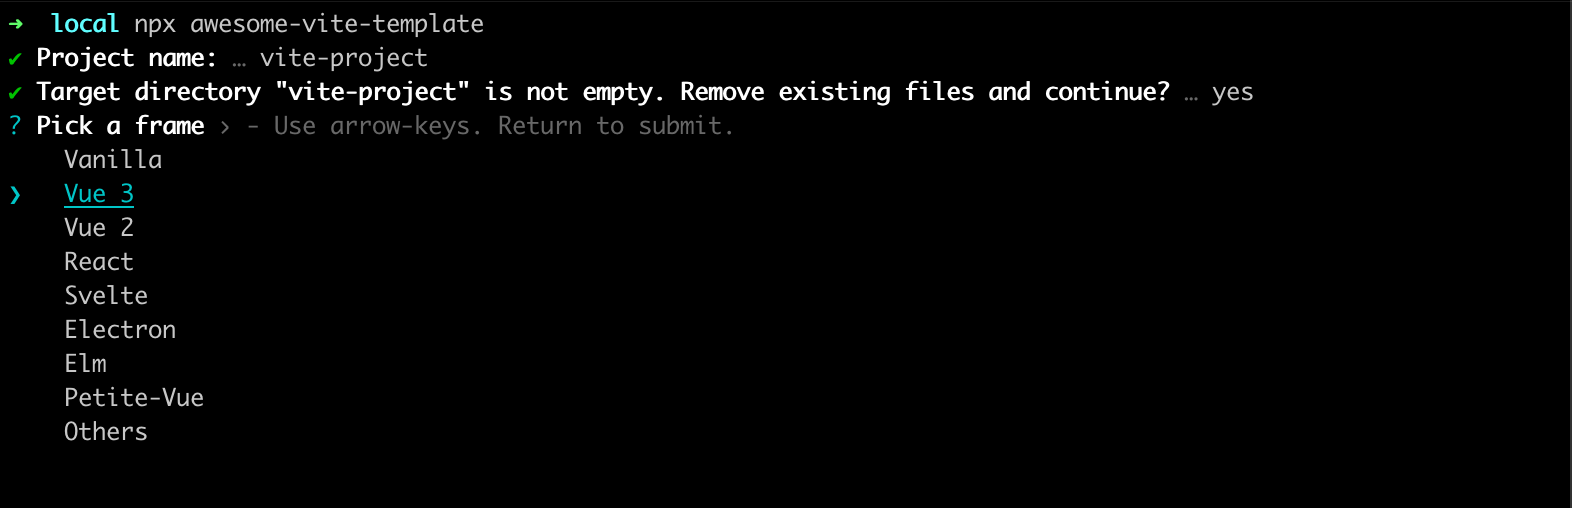 ➜  local npx awesome-vite-template
✔ Project name: … vite-project
✔ Target directory "vite-project" is not empty. Remove existing files and continue? … yes
? Pick a frame › - Use arrow-keys. Return to submit.
Vanilla
❯   Vue 3
Vue 2
React
Svelte
Electron
Elm
Petite-Vue
Others